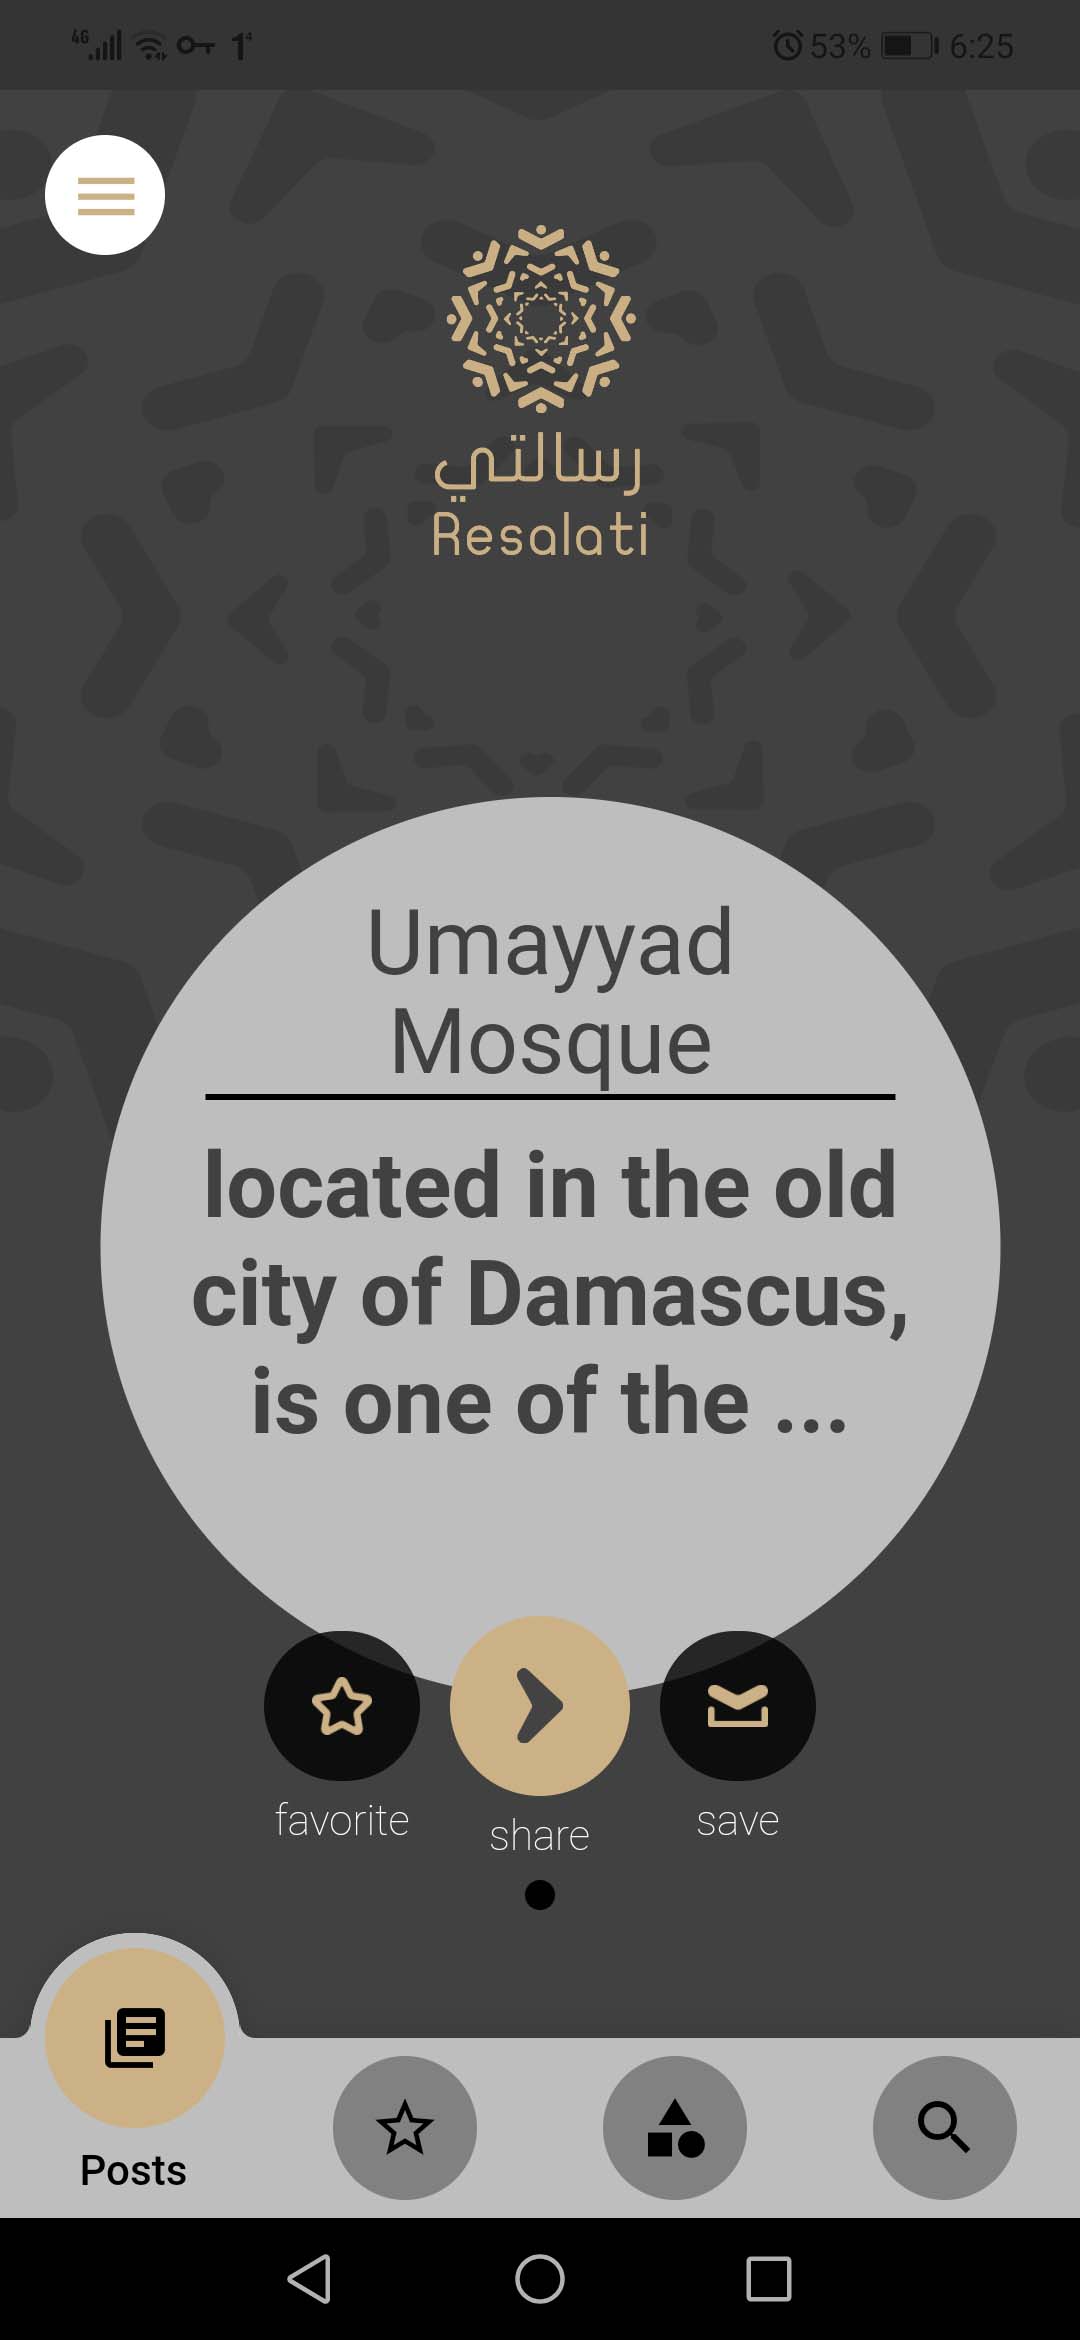 4G 1 4 53% 6:25
رسالتي
Resalati
Umayyad
Mosque
located in the old
city of Damascus,
is one of the ...
favorite share save
Posts